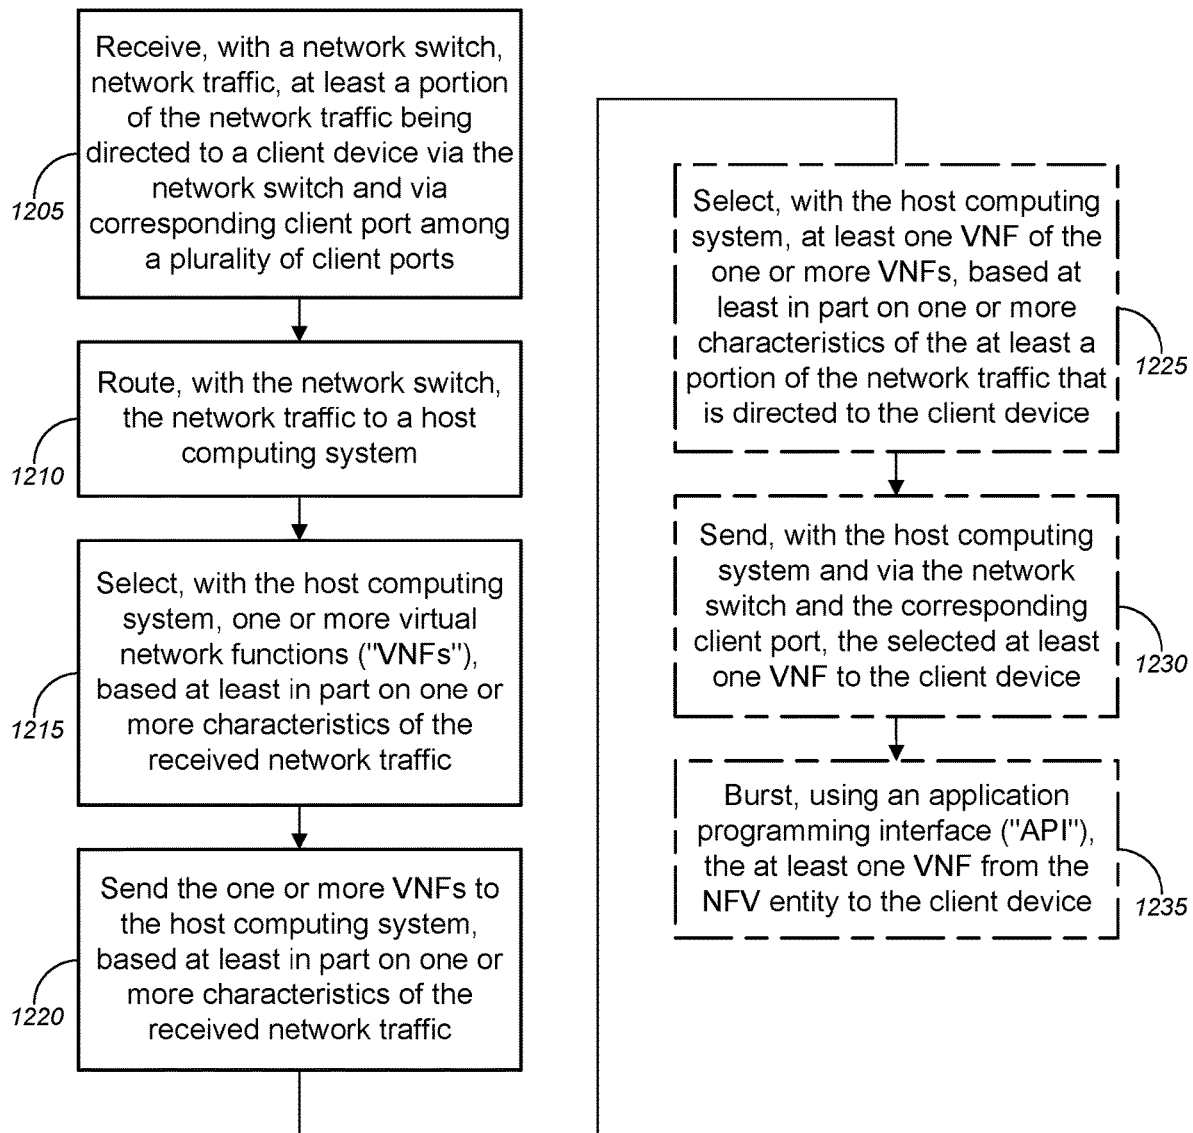 Receive, with a network switch,
network traffic, at least a portion
of the network traffic being
directed to a client device via the
network switch and via
corresponding client port among
a plurality of client ports
1205
Route, with the network switch,
the network traffic to a host
computing system
1210
Select, with the host computing
system, one or more virtual
network functions ("VNFs"),
based at least in part on one or
more characteristics of the
received network traffic
1215
Send the one or more VNFs to
the host computing system,
based at least in part on one or
more characteristics of the
received network traffic
1220
Select, with the host computing
system, at least one VNF of the
one or more VNFs, based at
least in part on one or more
characteristics of the at least a
portion of the network traffic that
is directed to the client device
1225
Send, with the host computing
system and via the network
switch and the corresponding
client port, the selected at least
one VNF to the client device
1230
Burst, using an application
programming interface ("API"),
the at least one VNF from the
NFV entity to the client device
1235